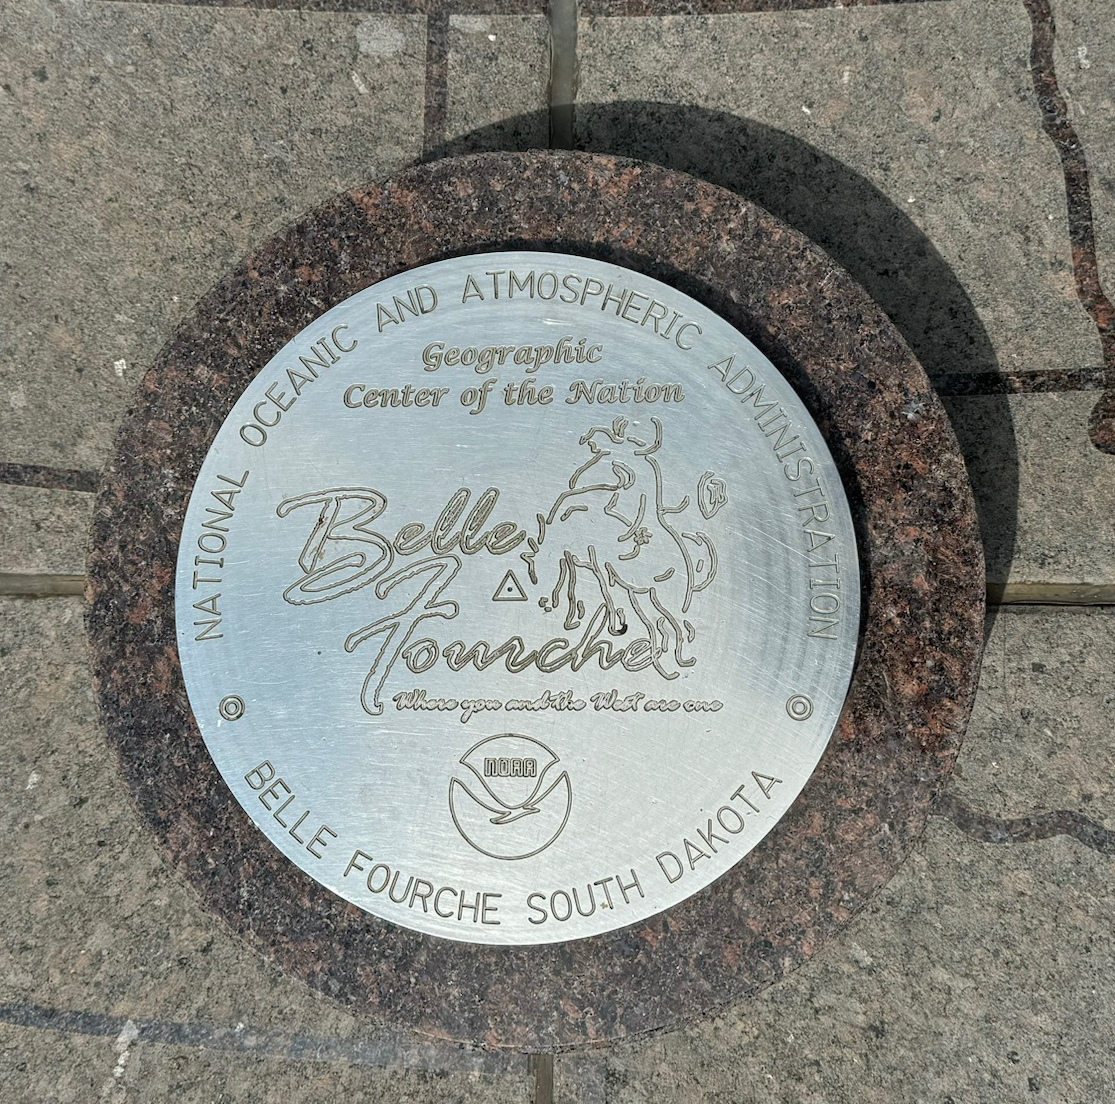 NATIONAL OCEANIC AND ATMOSPHERIC ADMINISTRATION
Geographic
Center of the Nation
Belle
Fourche
Where you and the West are one
NOAA
BELLE FOURCHE SOUTH DAKOTA